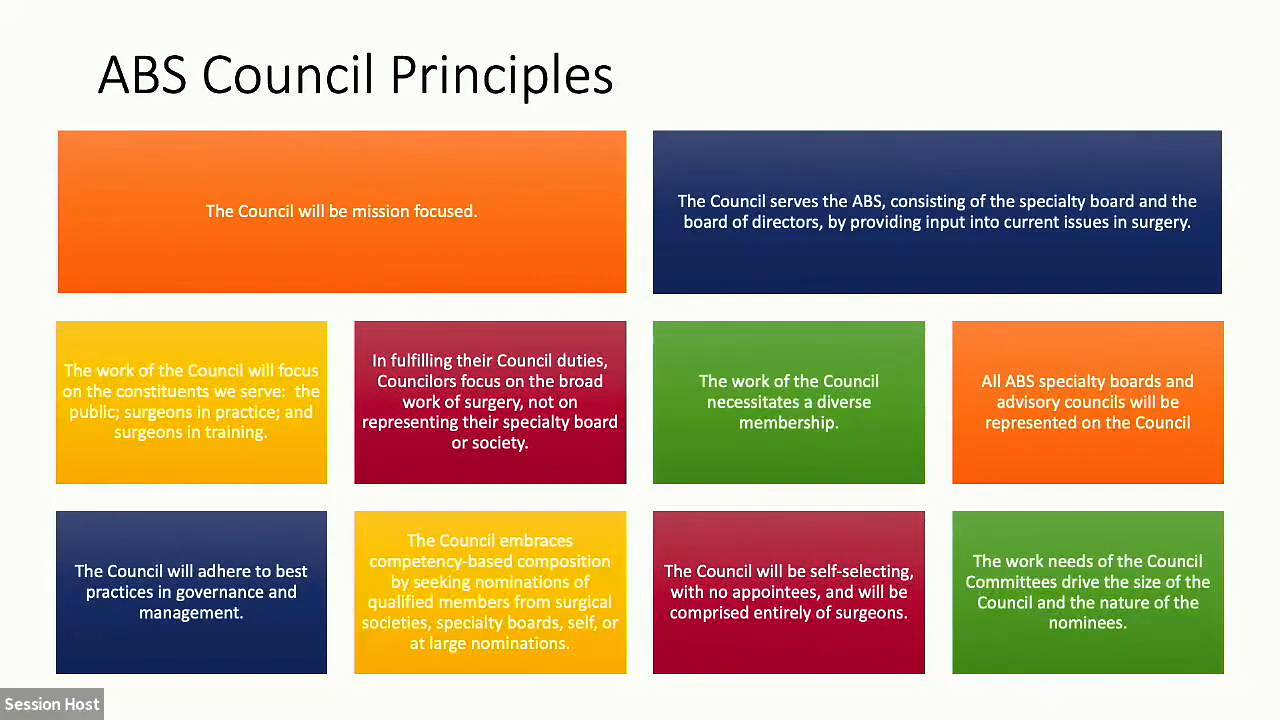 ABS Council Principles
The Council will be mission focused.
The Council serves the ABS, consisting of the specialty board and the
board of directors, by providing input into current issues in surgery.
The work of the Council will focus
on the constituents we serve:  the
public; surgeons in practice; and
surgeons in training.
In fulfilling their Council duties,
Councilors focus on the broad
work of surgery, not on
representing their specialty board
or society.
The work of the Council
necessitates a diverse
membership.
All ABS specialty boards and
advisory councils will be
represented on the Council
The Council will adhere to best
practices in governance and
management.
The Council embraces
competency-based composition
by seeking nominations of
qualified members from surgical
societies, specialty boards, self, or
at large nominations.
The Council will be self-selecting,
with no appointees, and will be
comprised entirely of surgeons.
The work needs of the Council
Committees drive the size of the
Council and the nature of the
nominees.
Session Host